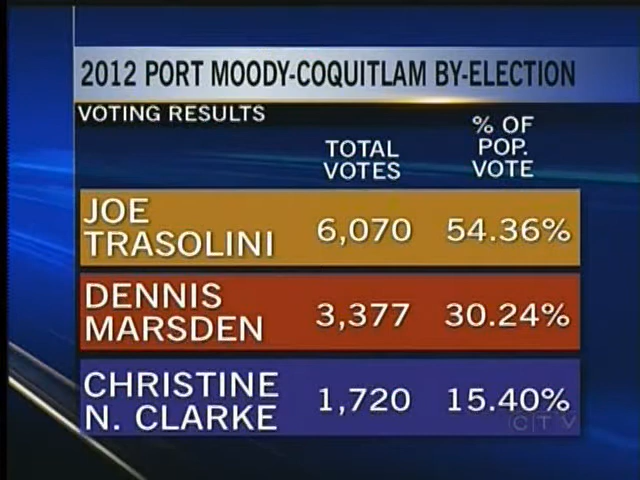 2012 PORT MOODY-COQUITLAM BY-ELECTION
VOTING RESULTS
TOTAL VOTES
% OF POP. VOTE
JOE TRASOLINI 6,070 54.36%
DENNIS MARSDEN 3,377 30.24%
CHRISTINE N. CLARKE 1,720 15.40%
CTV